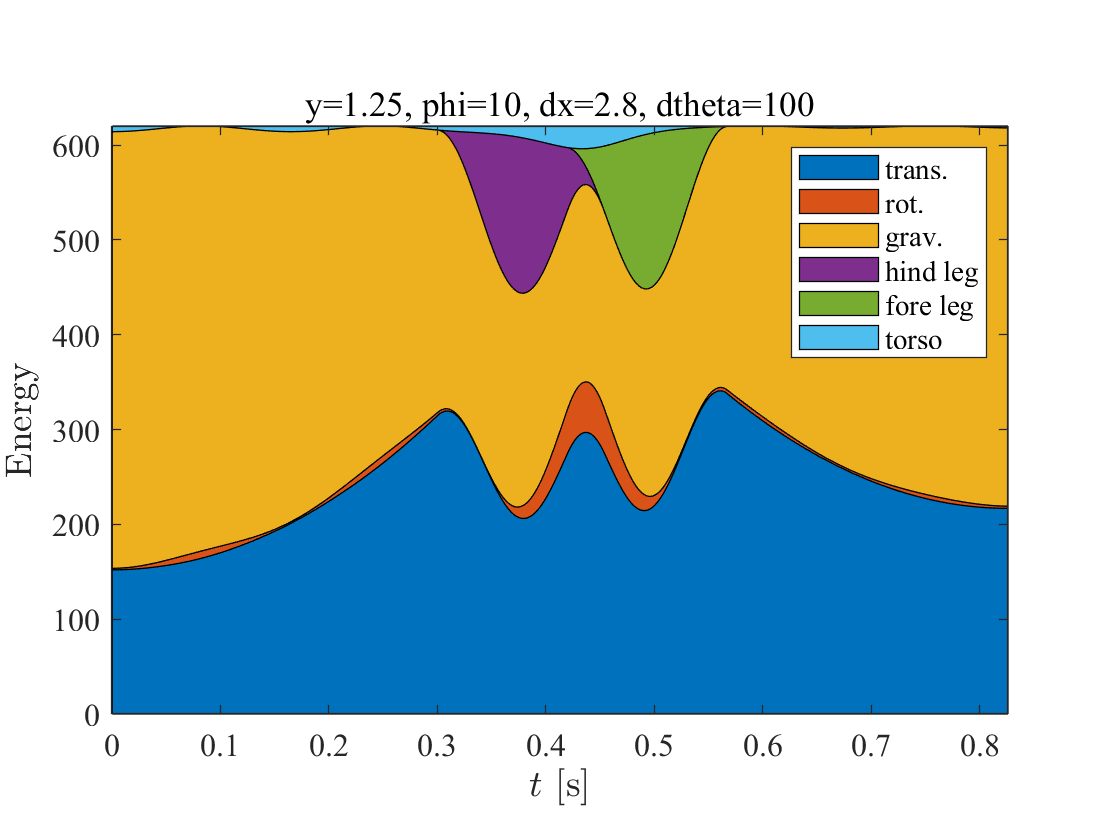 y=1.25, phi=10, dx=2.8, dtheta=100
600
500
400
300
200
100
0
Energy
trans.
rot.
grav.
hind leg
fore leg
torso
0 0.1 0.2 0.3 0.4 0.5 0.6 0.7 0.8
t [s]